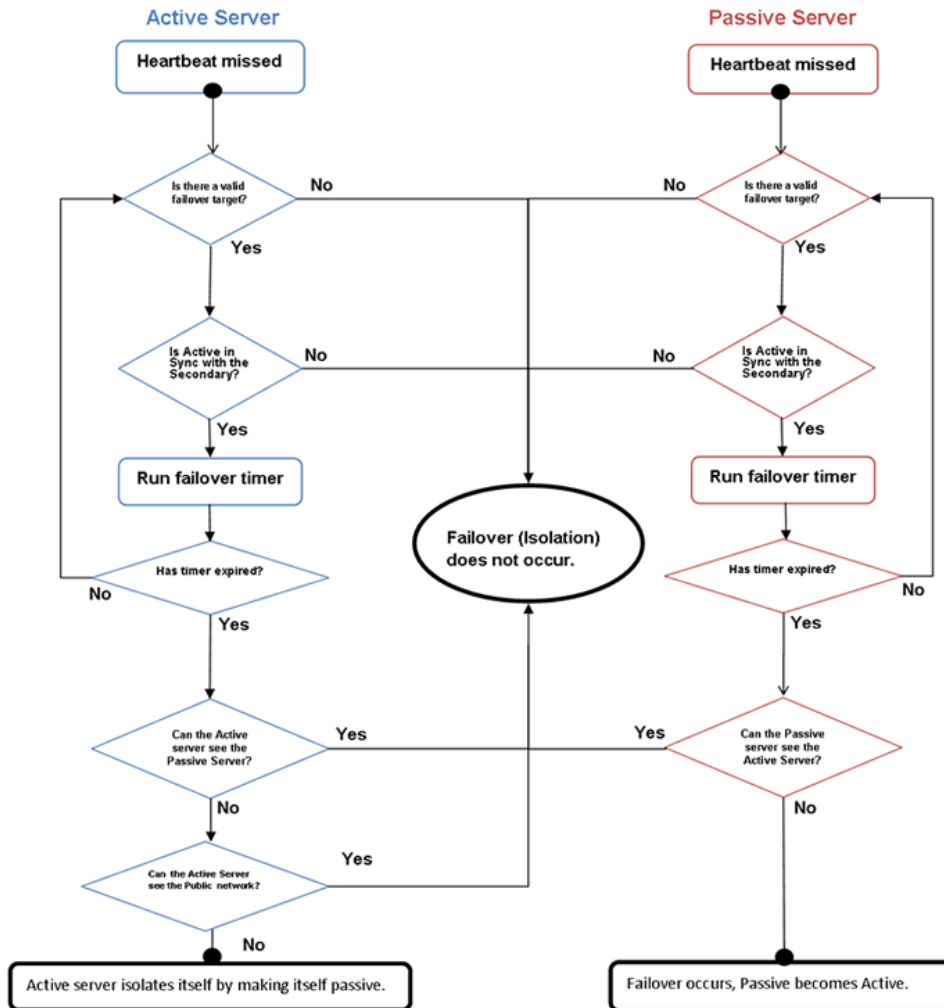 Active Server
Passive Server
Heartbeat missed
Heartbeat missed
Is there a valid
failover target?
No
No
Is there a valid
failover target?
Yes
Yes
Is Active in
Sync with the
Secondary?
No
No
Is Active in
Sync with the
Secondary?
Yes
Yes
Run failover timer
Run failover timer
Failover (Isolation)
does not occur.
Has timer expired?
Has timer expired?
No
No
Yes
Yes
Can the Active
server see the
Passive Server?
Yes
Yes
Can the Passive
server see the
Active Server?
No
No
Can the Active Server
see the Public network?
Yes
No
Active server isolates itself by making itself passive.
Failover occurs, Passive becomes Active.